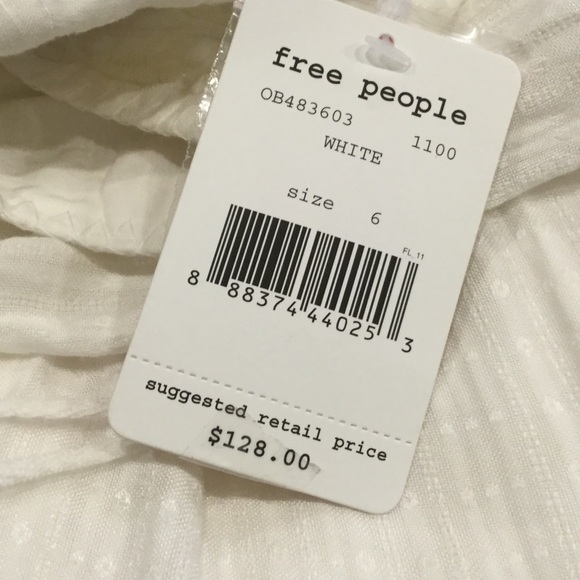 free people
OB483603 1100
WHITE
size 6
FL 11
8 88374 44025 3
suggested retail price
$128.00